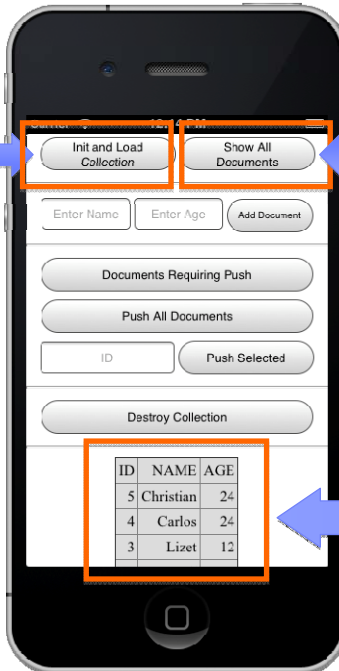 Init and Load
Collection
Show All
Documents
Enter Name
Enter Age
Add Document
Documents Requiring Push
Push All Documents
ID
Push Selected
Destroy Collection
ID NAME AGE
5 Christian 24
4 Carlos 24
3 Lizet 12